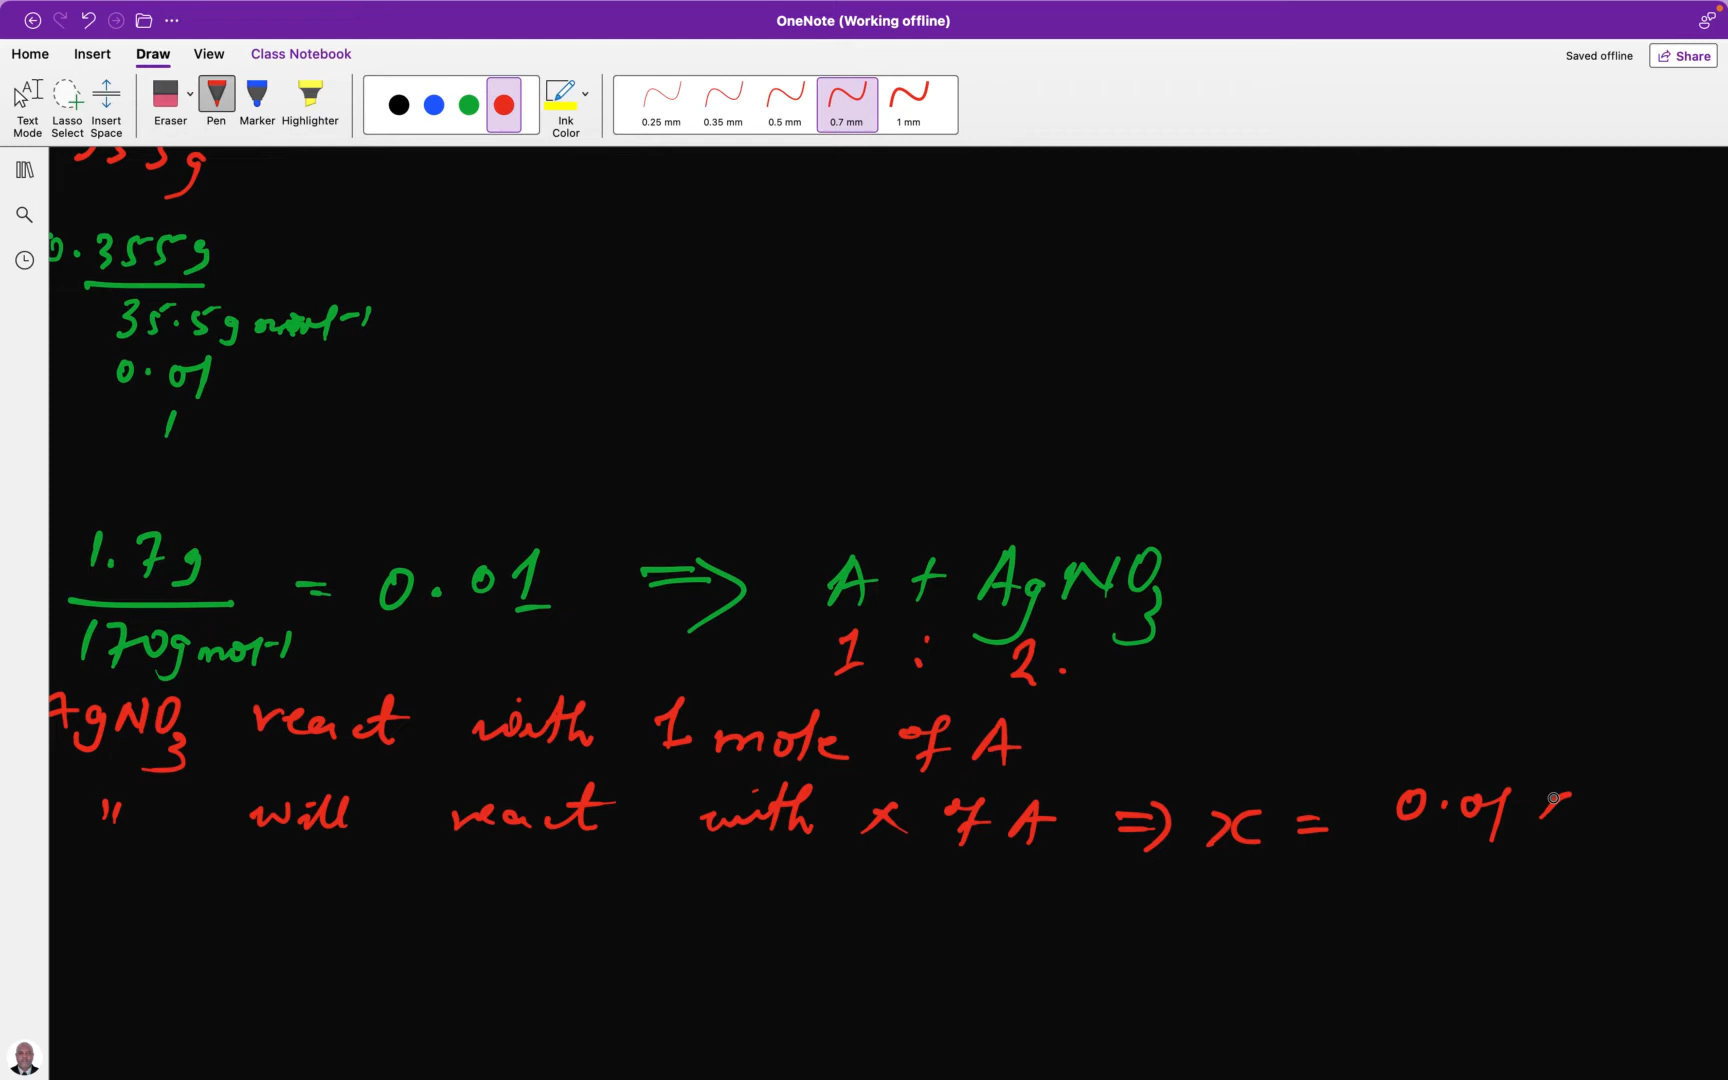 OneNote (Working offline)
Home Insert Draw View Class Notebook
Saved offline Share
Text Mode Lasso Select Insert Space Eraser Pen Marker Highlighter Ink Color 0.25 mm 0.35 mm 0.5 mm 0.7 mm 1 mm
0.355g
35.5g mol-1
0.01
1
1.7g
= 0.01 ⇒ A + AgNO3
170g mol-1
1 : 2.
AgNO3 react with 1 mole of A
" will react with x of A ⇒ x = 0.01